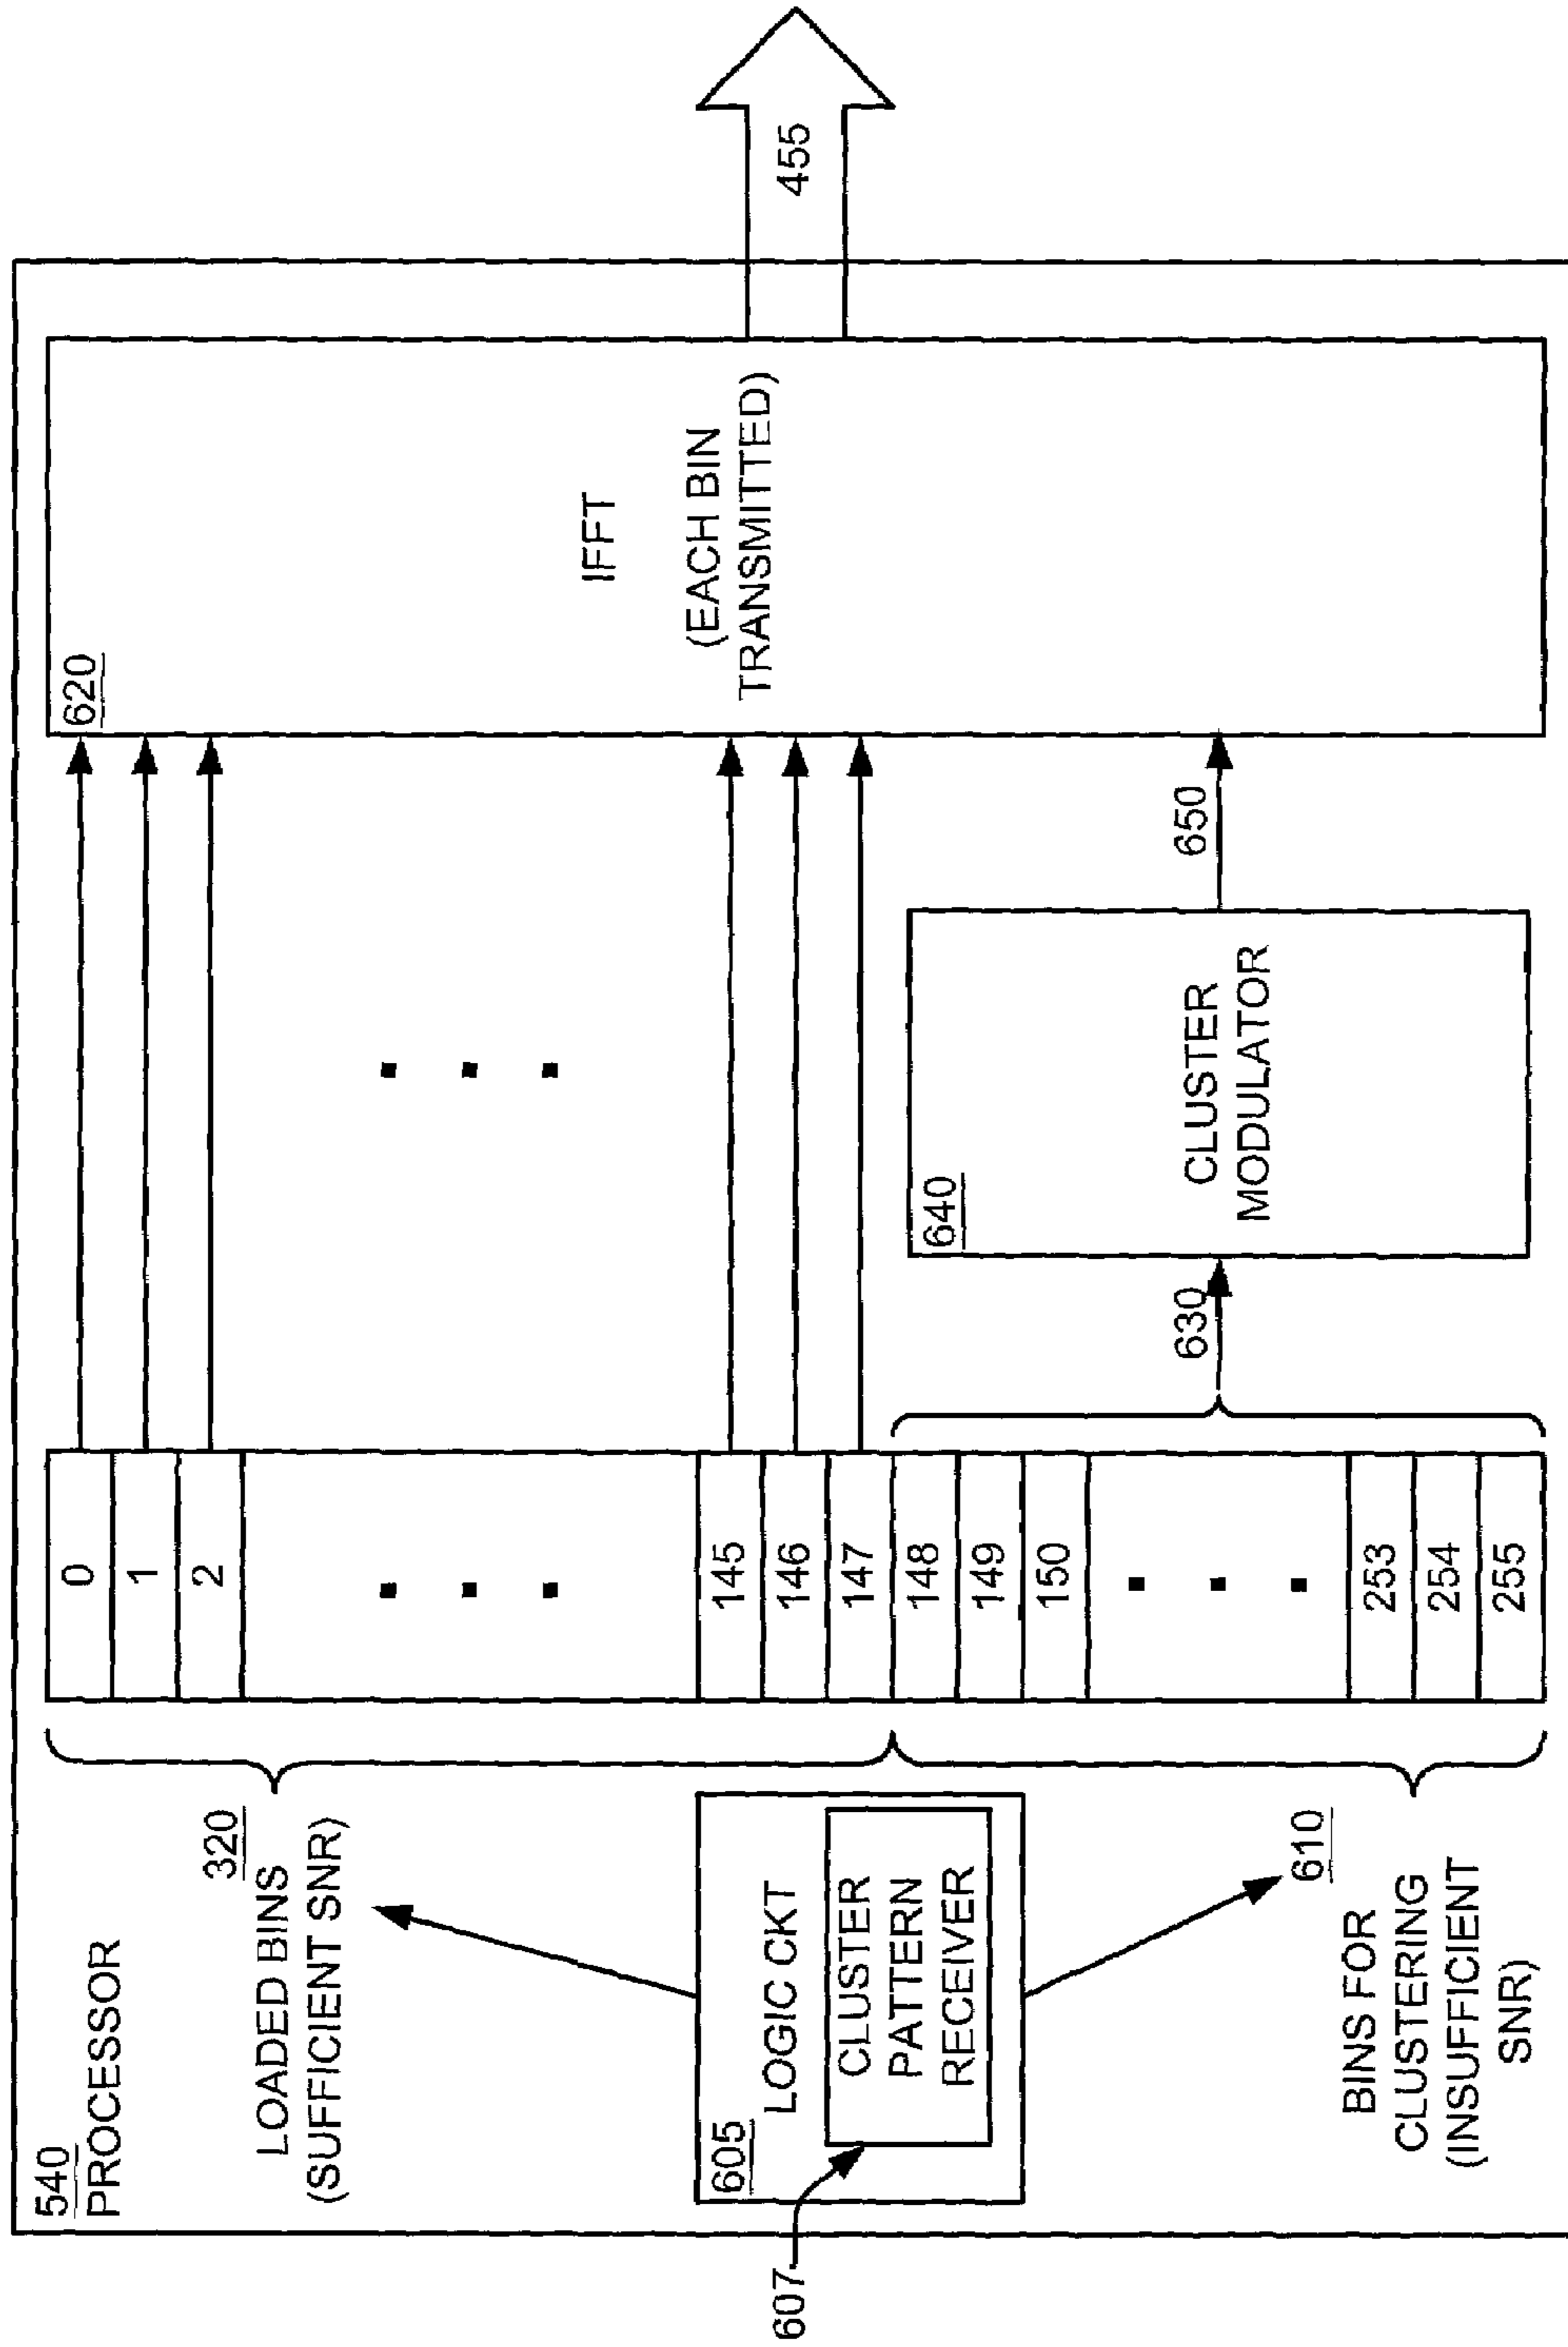 540
PROCESSOR
320
LOADED BINS
(SUFFICIENT SNR)
607
605
LOGIC CKT
CLUSTER
PATTERN
RECEIVER
610
BINS FOR
CLUSTERING
(INSUFFICIENT
SNR)
0
1
2
145
146
147
148
149
150
253
254
255
630
640
CLUSTER
MODULATOR
650
620
IFFT
(EACH BIN
TRANSMITTED)
455